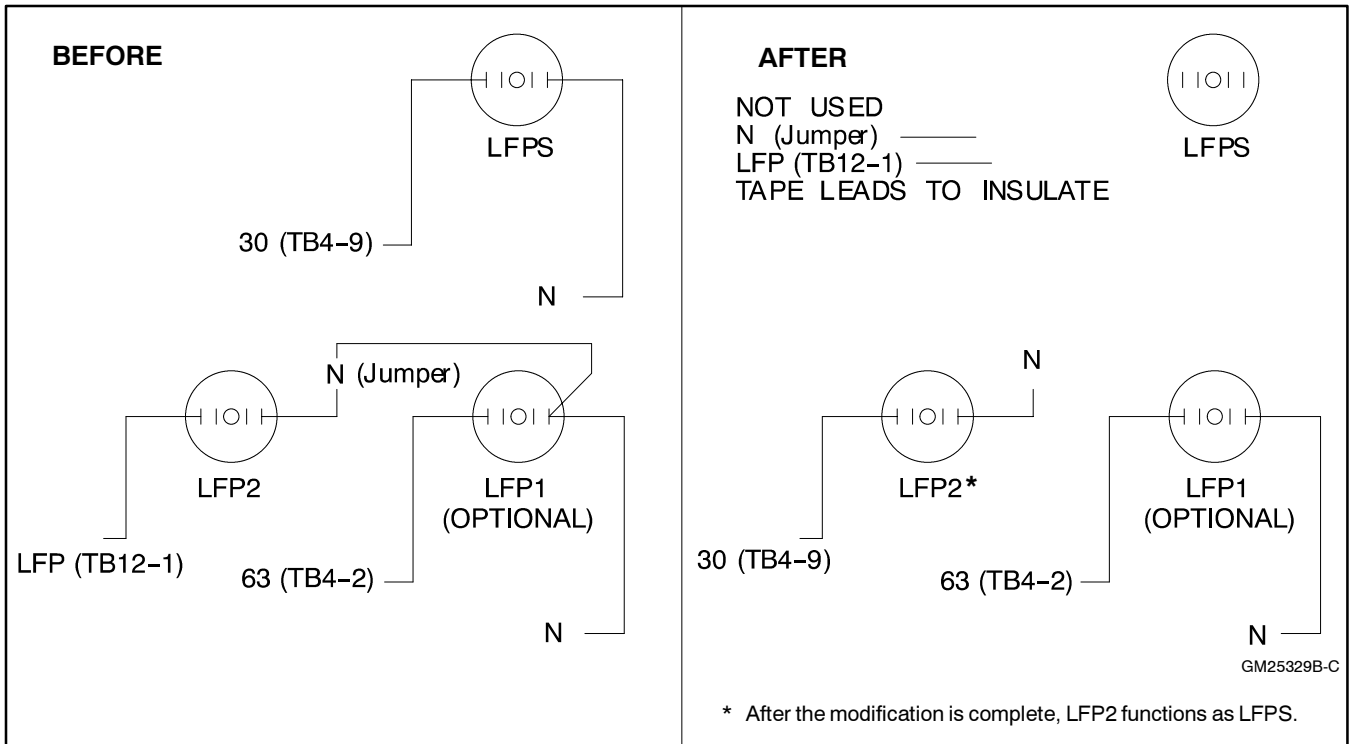 BEFORE
LFPS
30 (TB4–9)
N
N (Jumper)
LFP2
LFP1
(OPTIONAL)
LFP (TB12–1)
63 (TB4–2)
N
AFTER
NOT USED
N (Jumper)
LFP (TB12–1)
TAPE LEADS TO INSULATE
LFPS
N
LFP2*
LFP1
(OPTIONAL)
30 (TB4–9)
63 (TB4–2)
N
GM25329B-C
* After the modification is complete, LFP2 functions as LFPS.